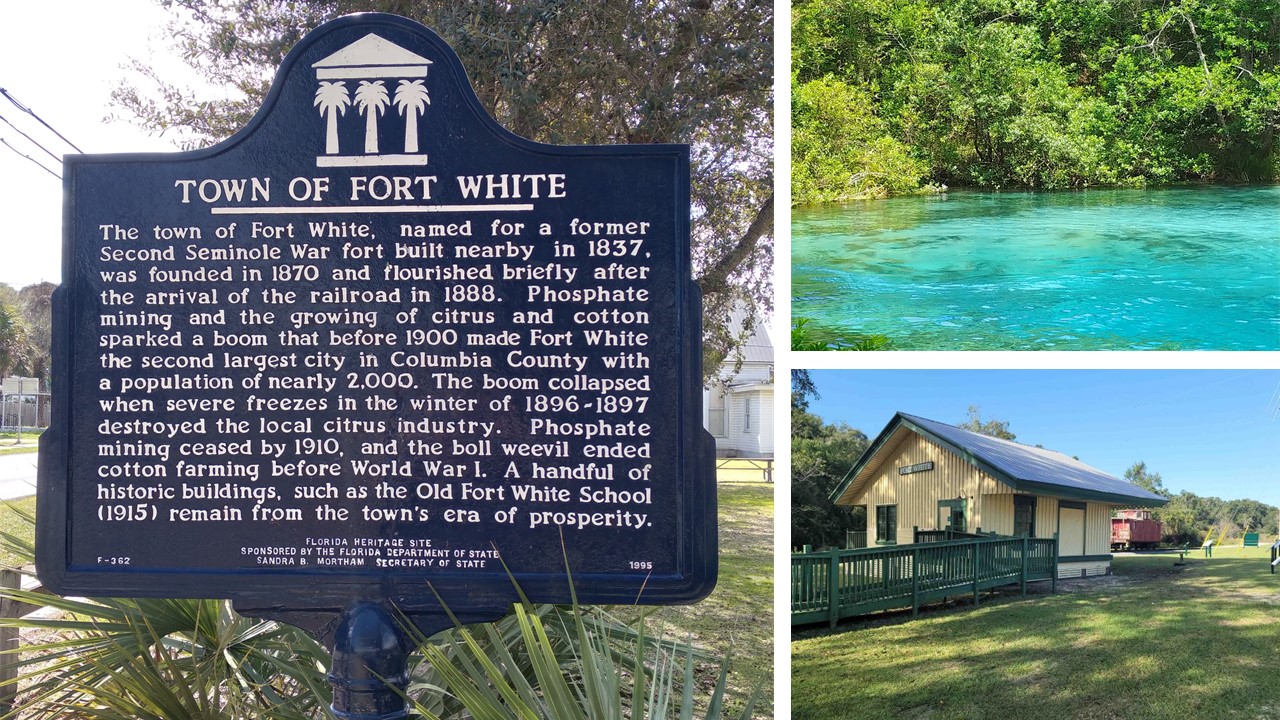 TOWN OF FORT WHITE
The town of Fort White, named for a former
Second Seminole War fort built nearby in 1837,
was founded in 1870 and flourished briefly after
the arrival of the railroad in 1888. Phosphate
mining and the growing of citrus and cotton
sparked a boom that before 1900 made Fort White
the second largest city in Columbia County with
a population of nearly 2,000. The boom collapsed
when severe freezes in the winter of 1896-1897
destroyed the local citrus industry. Phosphate
mining ceased by 1910, and the boll weevil ended
cotton farming before World War I. A handful of
historic buildings, such as the Old Fort White School
(1915) remain from the town's era of prosperity.
FLORIDA HERITAGE SITE
SPONSORED BY THE FLORIDA DEPARTMENT OF STATE
SANDRA B. MORTHAM SECRETARY OF STATE
F-362
1995
FT. WHITE